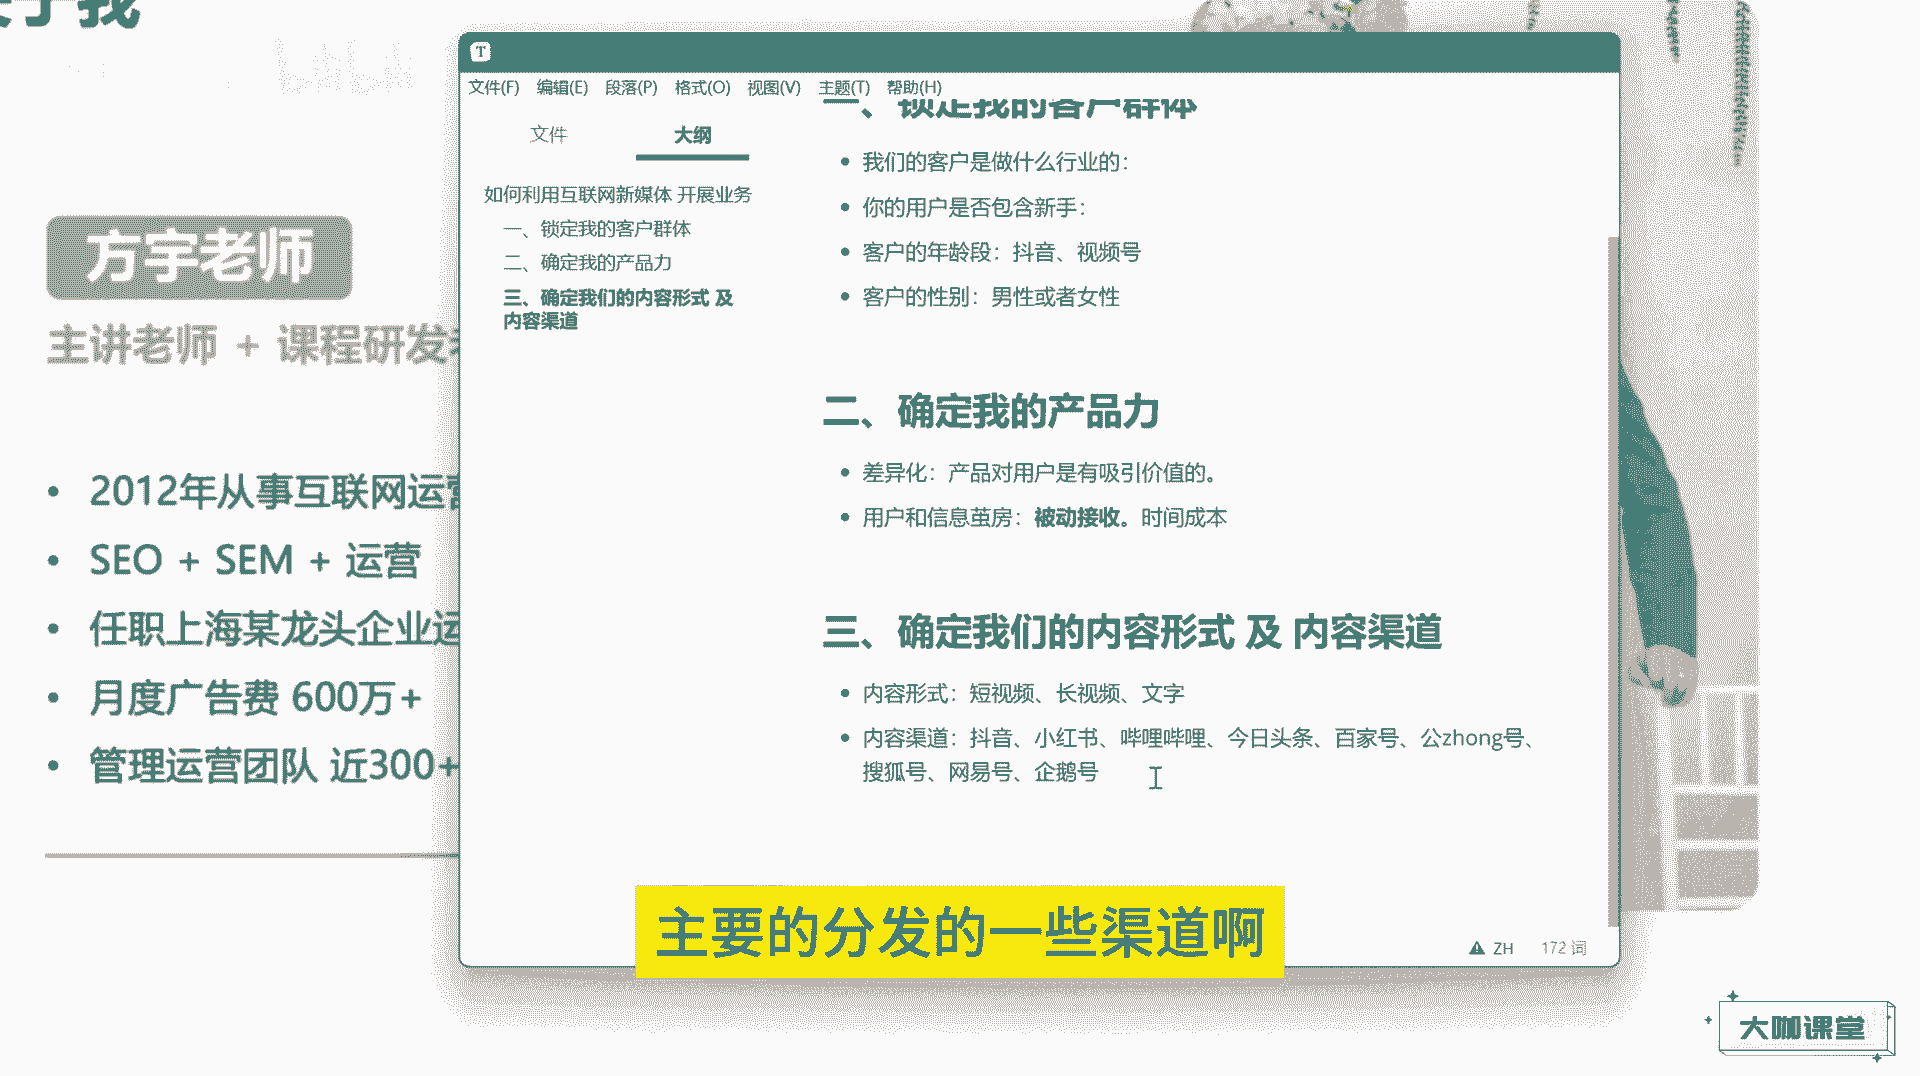 方宇老师
主讲老师 + 课程研发
2012年从事互联网运营
SEO + SEM + 运营
任职上海某龙头企业运
月度广告费 600万+
管理运营团队 近300+
T
文件(F) 编辑(E) 段落(P) 格式(O) 视图(V) 主题(T) 帮助(H)
文件 大纲
如何利用互联网新媒体 开展业务
一、锁定我的客户群体
二、确定我的产品力
三、确定我们的内容形式 及
内容渠道
一、锁定我的客户群体
我们的客户是做什么行业的：
你的用户是否包含新手：
客户的年龄段：抖音、视频号
客户的性别：男性或者女性
二、确定我的产品力
差异化：产品对用户是有吸引价值的。
用户和信息茧房：被动接收。时间成本
三、确定我们的内容形式 及 内容渠道
内容形式：短视频、长视频、文字
内容渠道：抖音、小红书、哔哩哔哩、今日头条、百家号、公zhong号、
搜狐号、网易号、企鹅号
ZH 172 词
主要的分发的一些渠道啊
大咖课堂